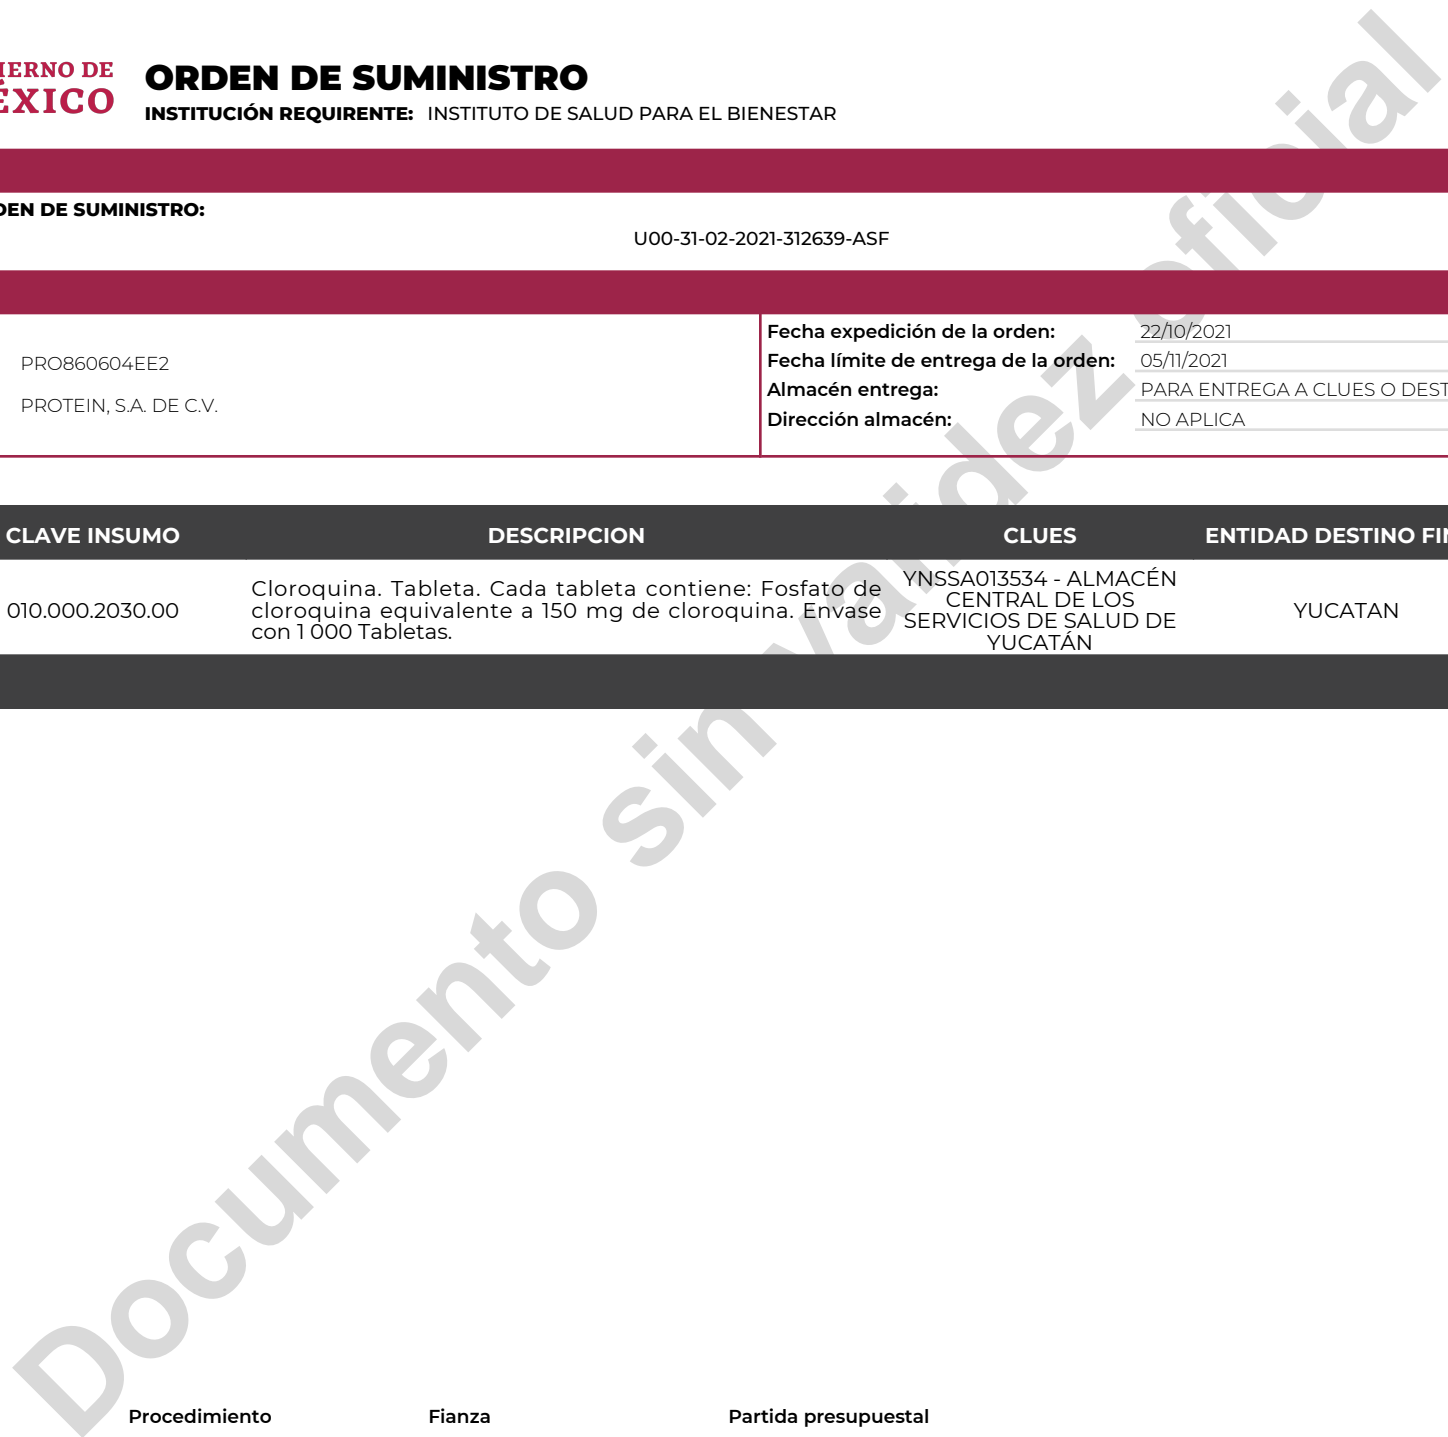 IERNO DE
ÉXICO
ORDEN DE SUMINISTRO
INSTITUCIÓN REQUIRENTE: INSTITUTO DE SALUD PARA EL BIENESTAR
DEN DE SUMINISTRO:
U00-31-02-2021-312639-ASF
PRO860604EE2
PROTEIN, S.A. DE C.V.
Fecha expedición de la orden: 22/10/2021
Fecha límite de entrega de la orden: 05/11/2021
Almacén entrega: PARA ENTREGA A CLUES O DEST
Dirección almacén: NO APLICA
CLAVE INSUMO DESCRIPCION CLUES ENTIDAD DESTINO FIN
010.000.2030.00
Cloroquina. Tableta. Cada tableta contiene: Fosfato de
cloroquina equivalente a 150 mg de cloroquina. Envase
con 1 000 Tabletas.
YNSSA013534 - ALMACÉN
CENTRAL DE LOS
SERVICIOS DE SALUD DE
YUCATÁN
YUCATAN
Documento sin validez oficial
Procedimiento Fianza Partida presupuestal